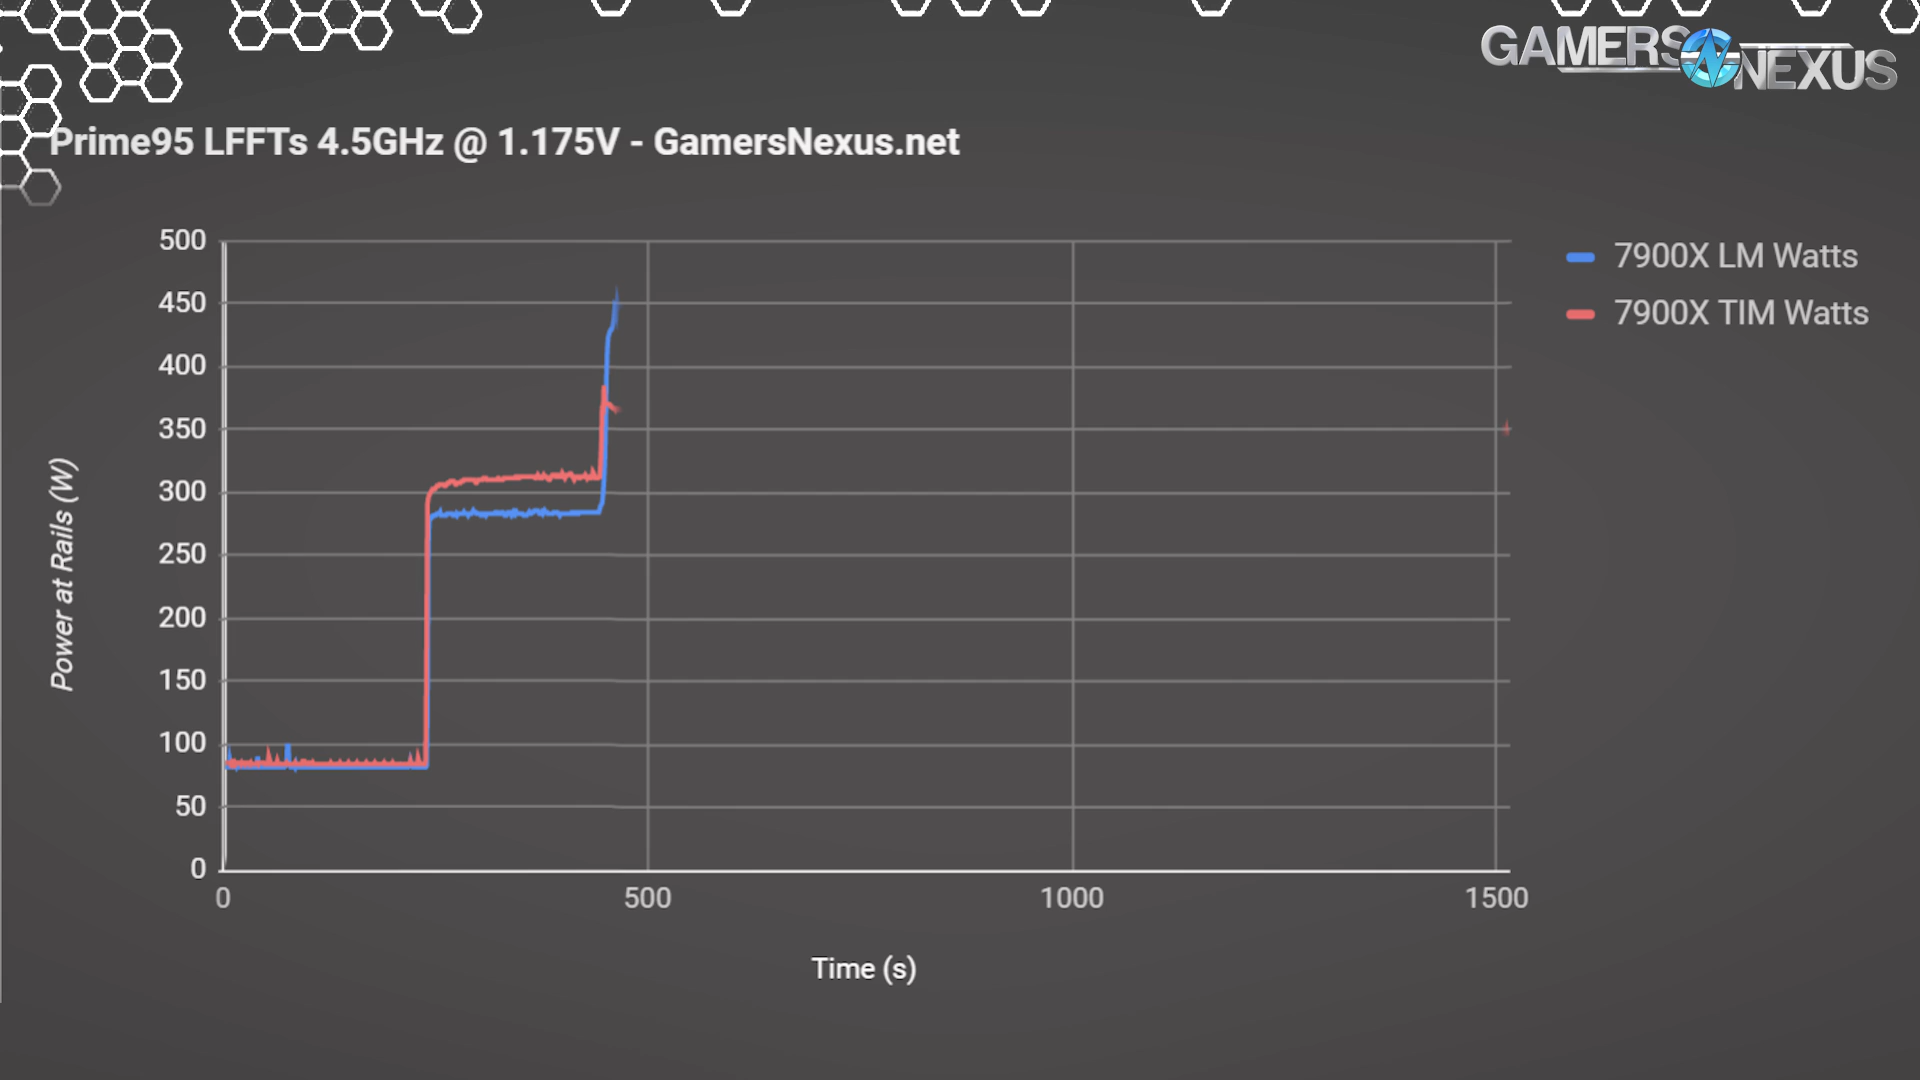 GAMERS NEXUS
Prime95 LFFTs 4.5GHz @ 1.175V - GamersNexus.net
7900X LM Watts
7900X TIM Watts
500
450
400
350
300
250
200
150
100
50
0
Power at Rails (W)
0 500 1000 1500
Time (s)